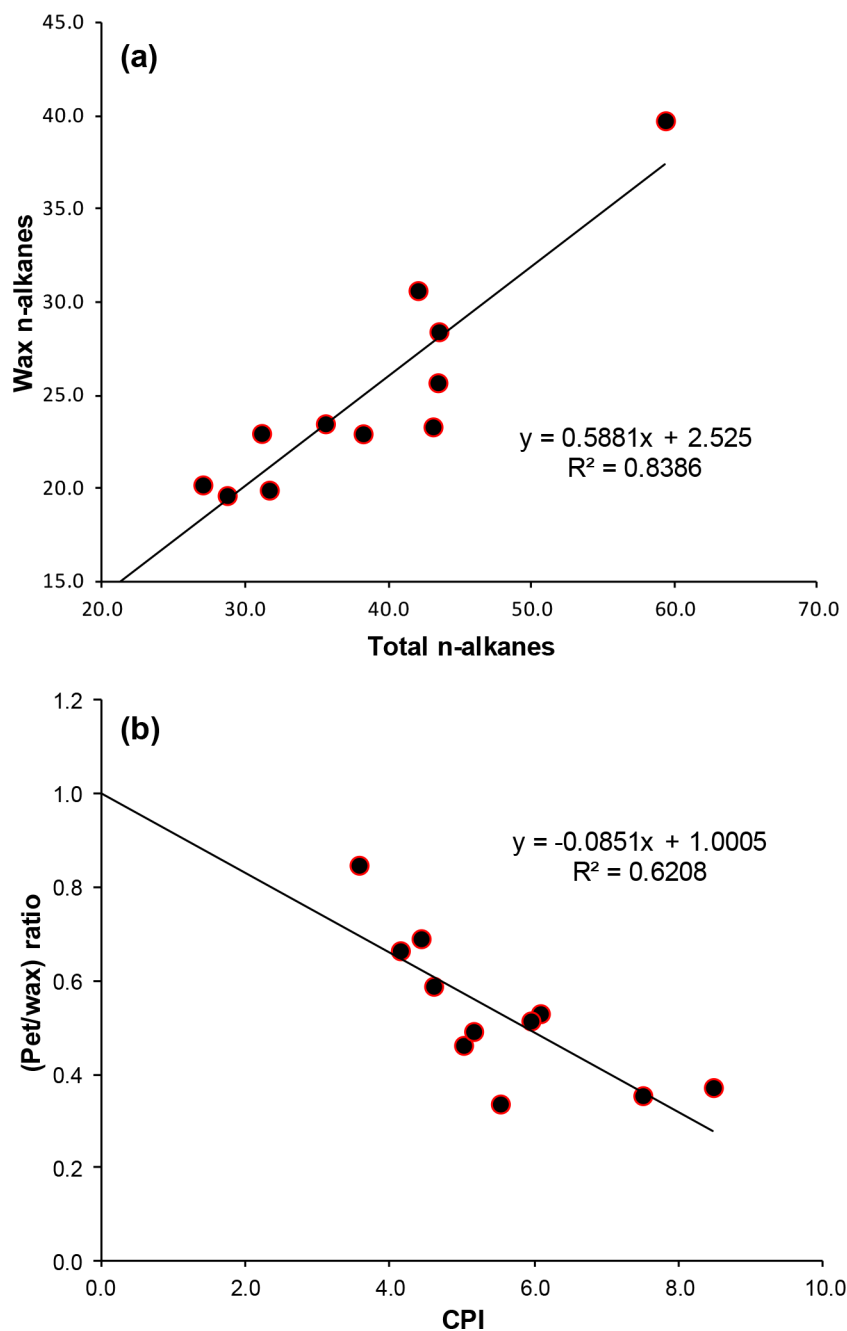 (a)
45.0
40.0
35.0
30.0
25.0
20.0
15.0
Wax n-alkanes
y = 0.5881x + 2.525
R² = 0.8386
20.0 30.0 40.0 50.0 60.0 70.0
Total n-alkanes
(b)
1.2
1.0
0.8
0.6
0.4
0.2
0.0
(Pet/wax) ratio
y = -0.0851x + 1.0005
R² = 0.6208
0.0 2.0 4.0 6.0 8.0 10.0
CPI